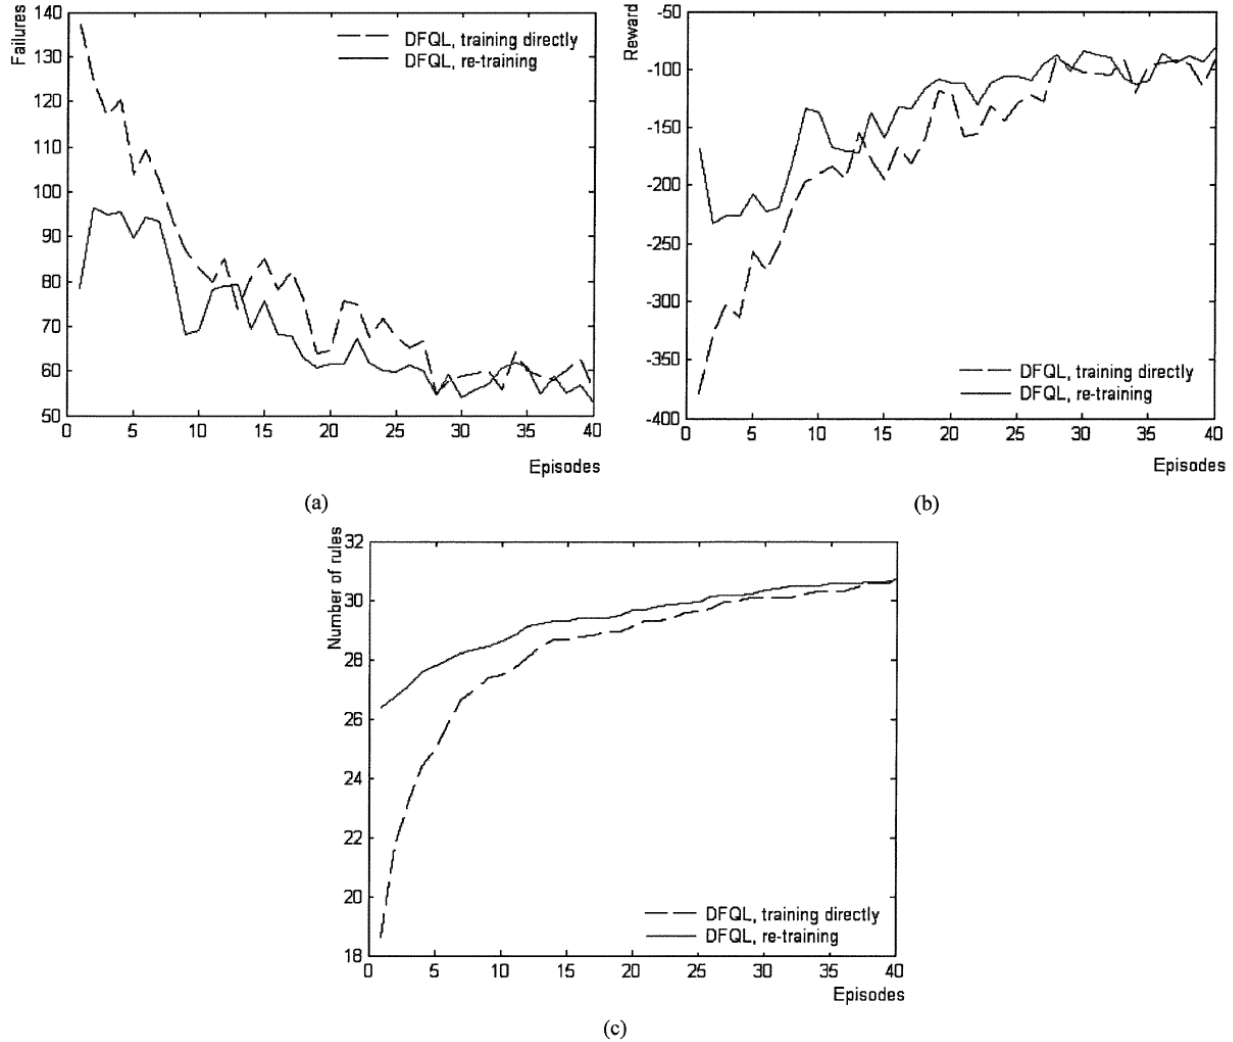 Failures
140
130
120
110
100
90
80
70
60
50
0 5 10 15 20 25 30 35 40
Episodes
DFQL, training directly
DFQL, re-training
(a)
Reward
-50
-100
-150
-200
-250
-300
-350
-400
0 5 10 15 20 25 30 35 40
Episodes
DFQL, training directly
DFQL, re-training
(b)
Number of rules
32
30
28
26
24
22
20
18
0 5 10 15 20 25 30 35 40
Episodes
DFQL, training directly
DFQL, re-training
(c)